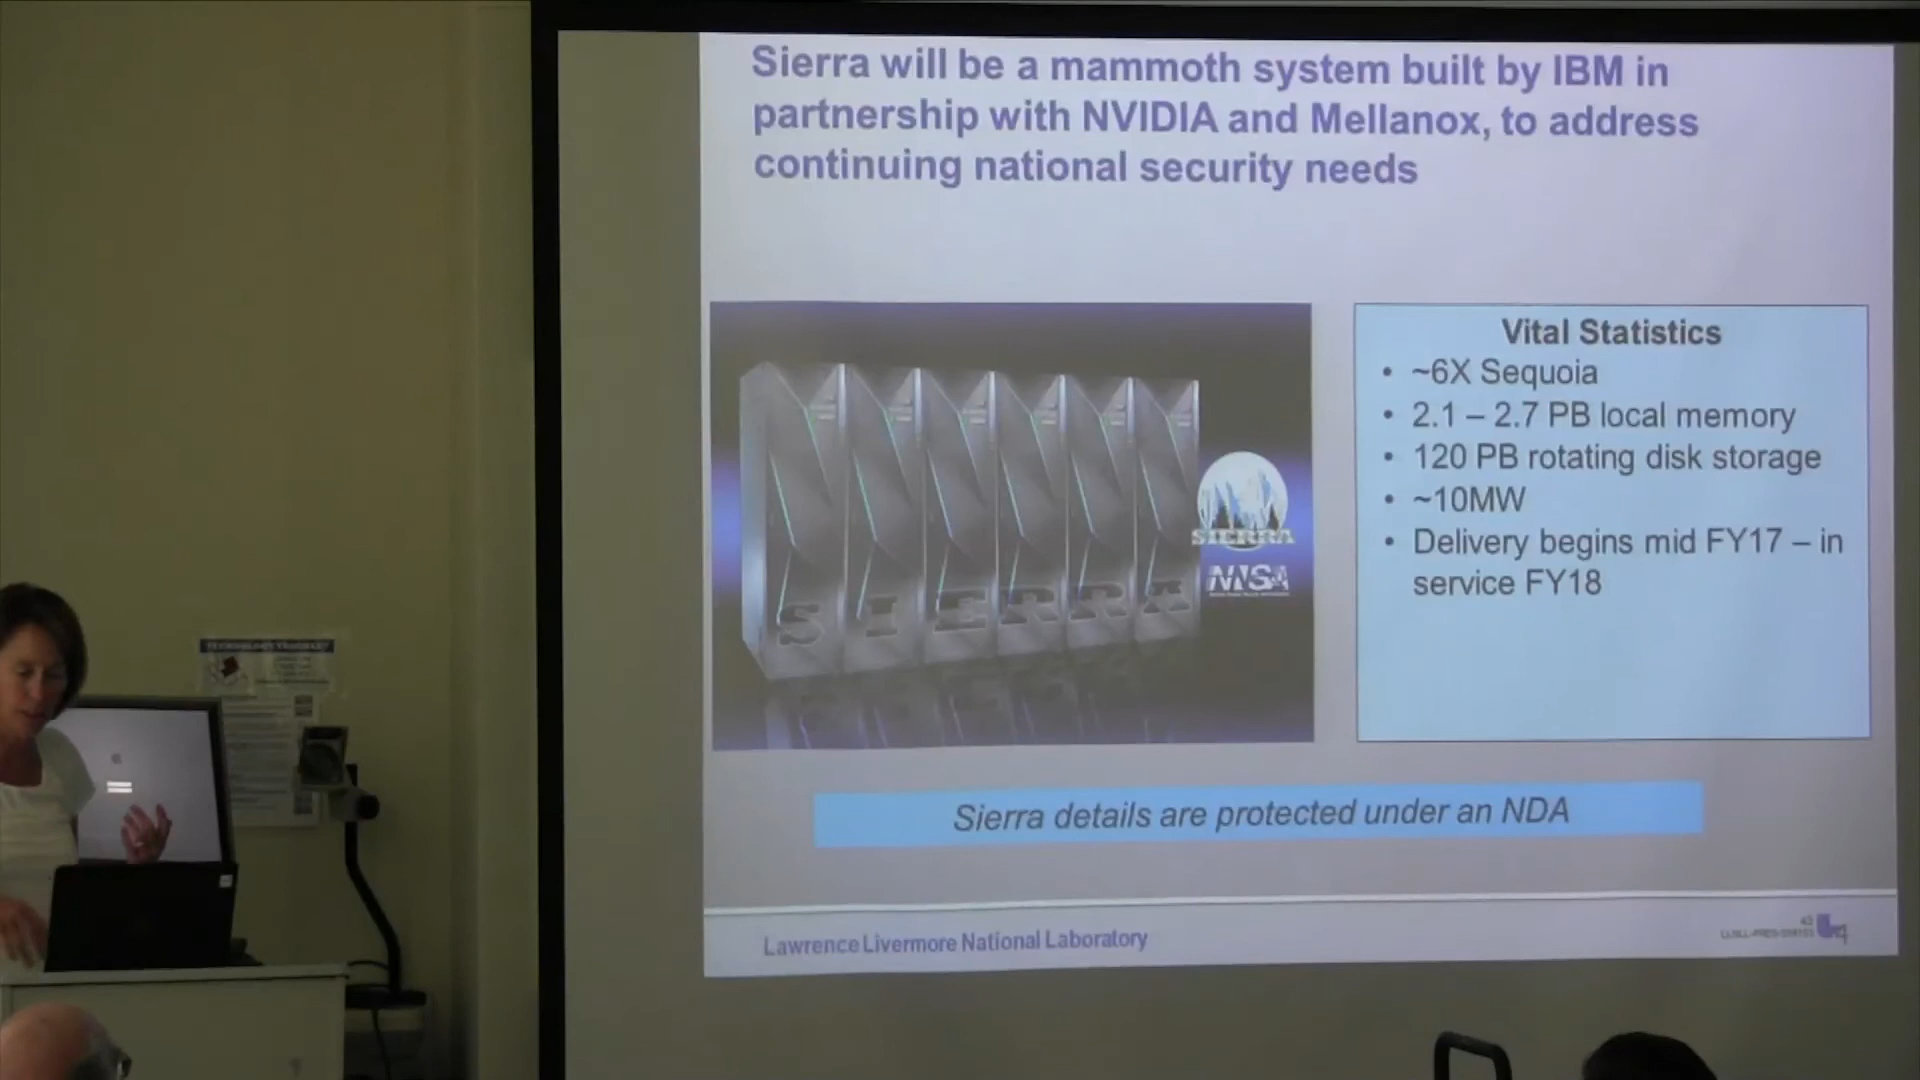 Sierra will be a mammoth system built by IBM in
partnership with NVIDIA and Mellanox, to address
continuing national security needs
SIERRA
SIERRA
NNSA
Vital Statistics
• ~6X Sequoia
• 2.1 – 2.7 PB local memory
• 120 PB rotating disk storage
• ~10MW
• Delivery begins mid FY17 – in
service FY18
Sierra details are protected under an NDA
Lawrence Livermore National Laboratory
43